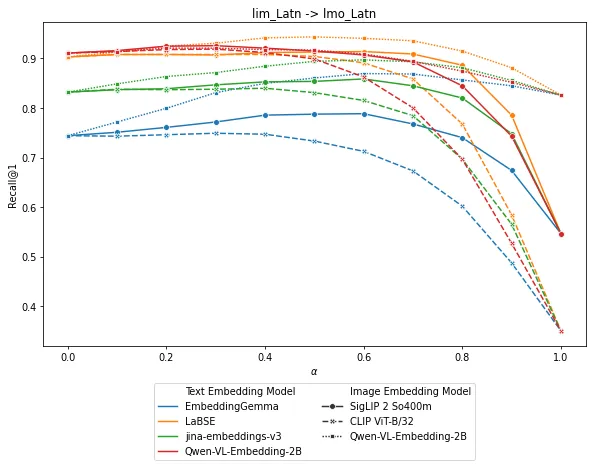 lim_Latn -> lmo_Latn
Recall@1
0.9
0.8
0.7
0.6
0.5
0.4
0.0
0.2
0.4
0.6
0.8
1.0
α
Text Embedding Model
EmbeddingGemma
LaBSE
jina-embeddings-v3
Qwen-VL-Embedding-2B
Image Embedding Model
SigLIP 2 So400m
CLIP ViT-B/32
Qwen-VL-Embedding-2B